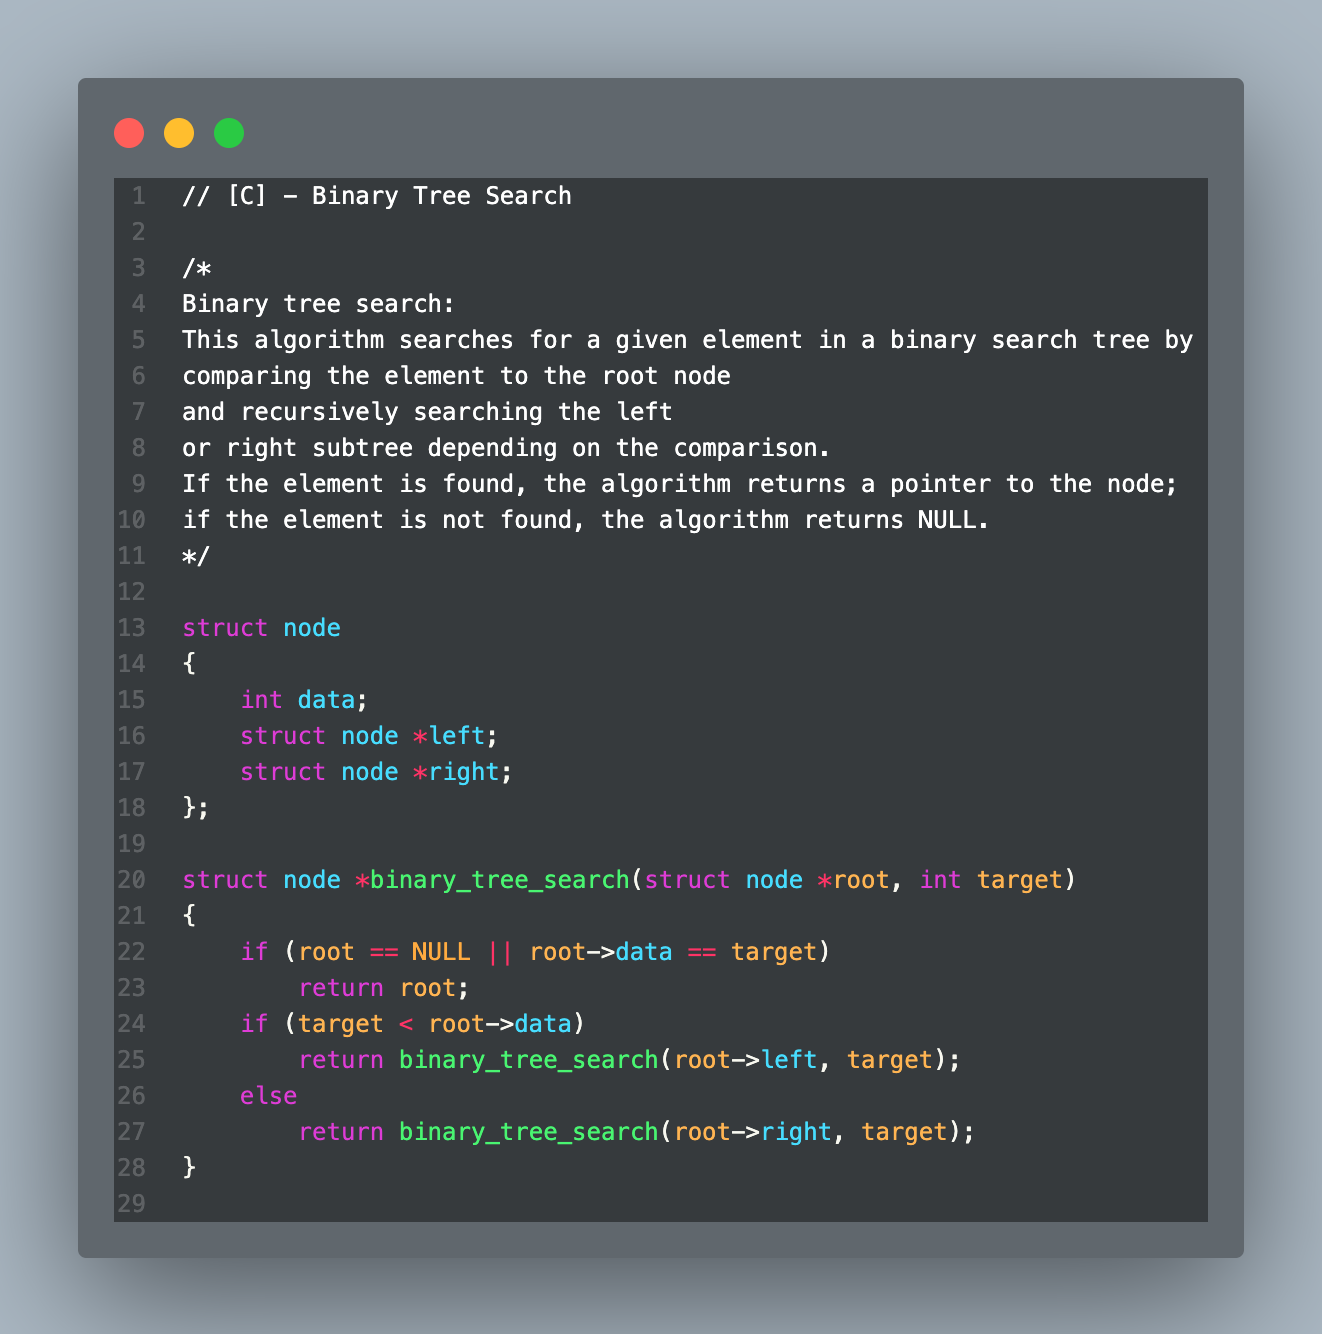 1 // [C] - Binary Tree Search
2
3 /*
4 Binary tree search:
5 This algorithm searches for a given element in a binary search tree by
6 comparing the element to the root node
7 and recursively searching the left
8 or right subtree depending on the comparison.
9 If the element is found, the algorithm returns a pointer to the node;
10 if the element is not found, the algorithm returns NULL.
11 */
12
13 struct node
14 {
15     int data;
16     struct node *left;
17     struct node *right;
18 };
19
20 struct node *binary_tree_search(struct node *root, int target)
21 {
22     if (root == NULL || root->data == target)
23         return root;
24     if (target < root->data)
25         return binary_tree_search(root->left, target);
26     else
27         return binary_tree_search(root->right, target);
28 }
29